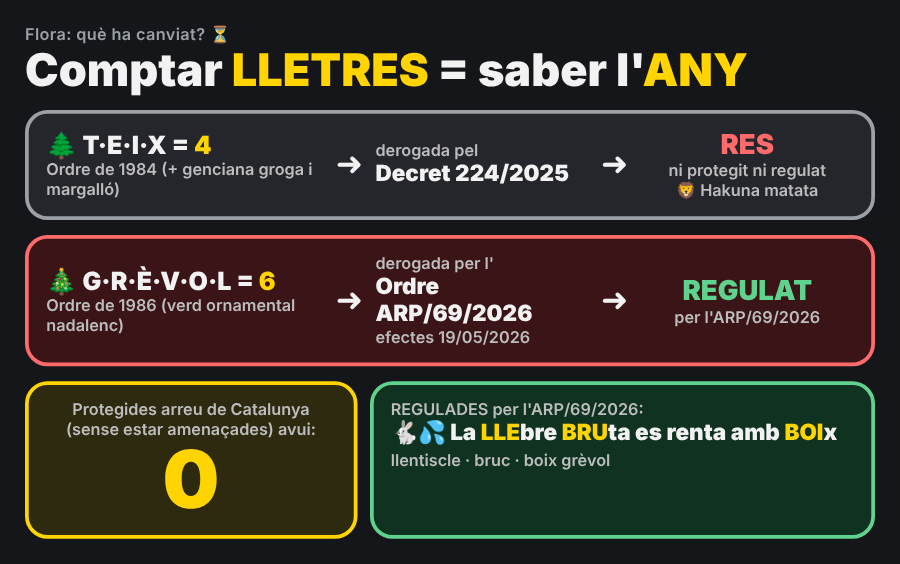 Flora: què ha canviat? ⏳
Comptar LLETRES = saber l'ANY
🌲 T·E·I·X = 4
Ordre de 1984 (+ genciana groga i
margalló)
→
derogada pel
Decret 224/2025
→
RES
ni protegit ni regulat
🦁 Hakuna matata
🎄 G·R·È·V·O·L = 6
Ordre de 1986 (verd ornamental
nadalenc)
→
derogada per l'
Ordre
ARP/69/2026
efectes 19/05/2026
→
REGULAT
per l'ARP/69/2026
Protegides arreu de Catalunya
(sense estar amenaçades) avui:
0
REGULADES per l'ARP/69/2026:
🐇💦 La LLEbre BRUta es renta amb BOIx
llentiscle · bruc · boix grèvol